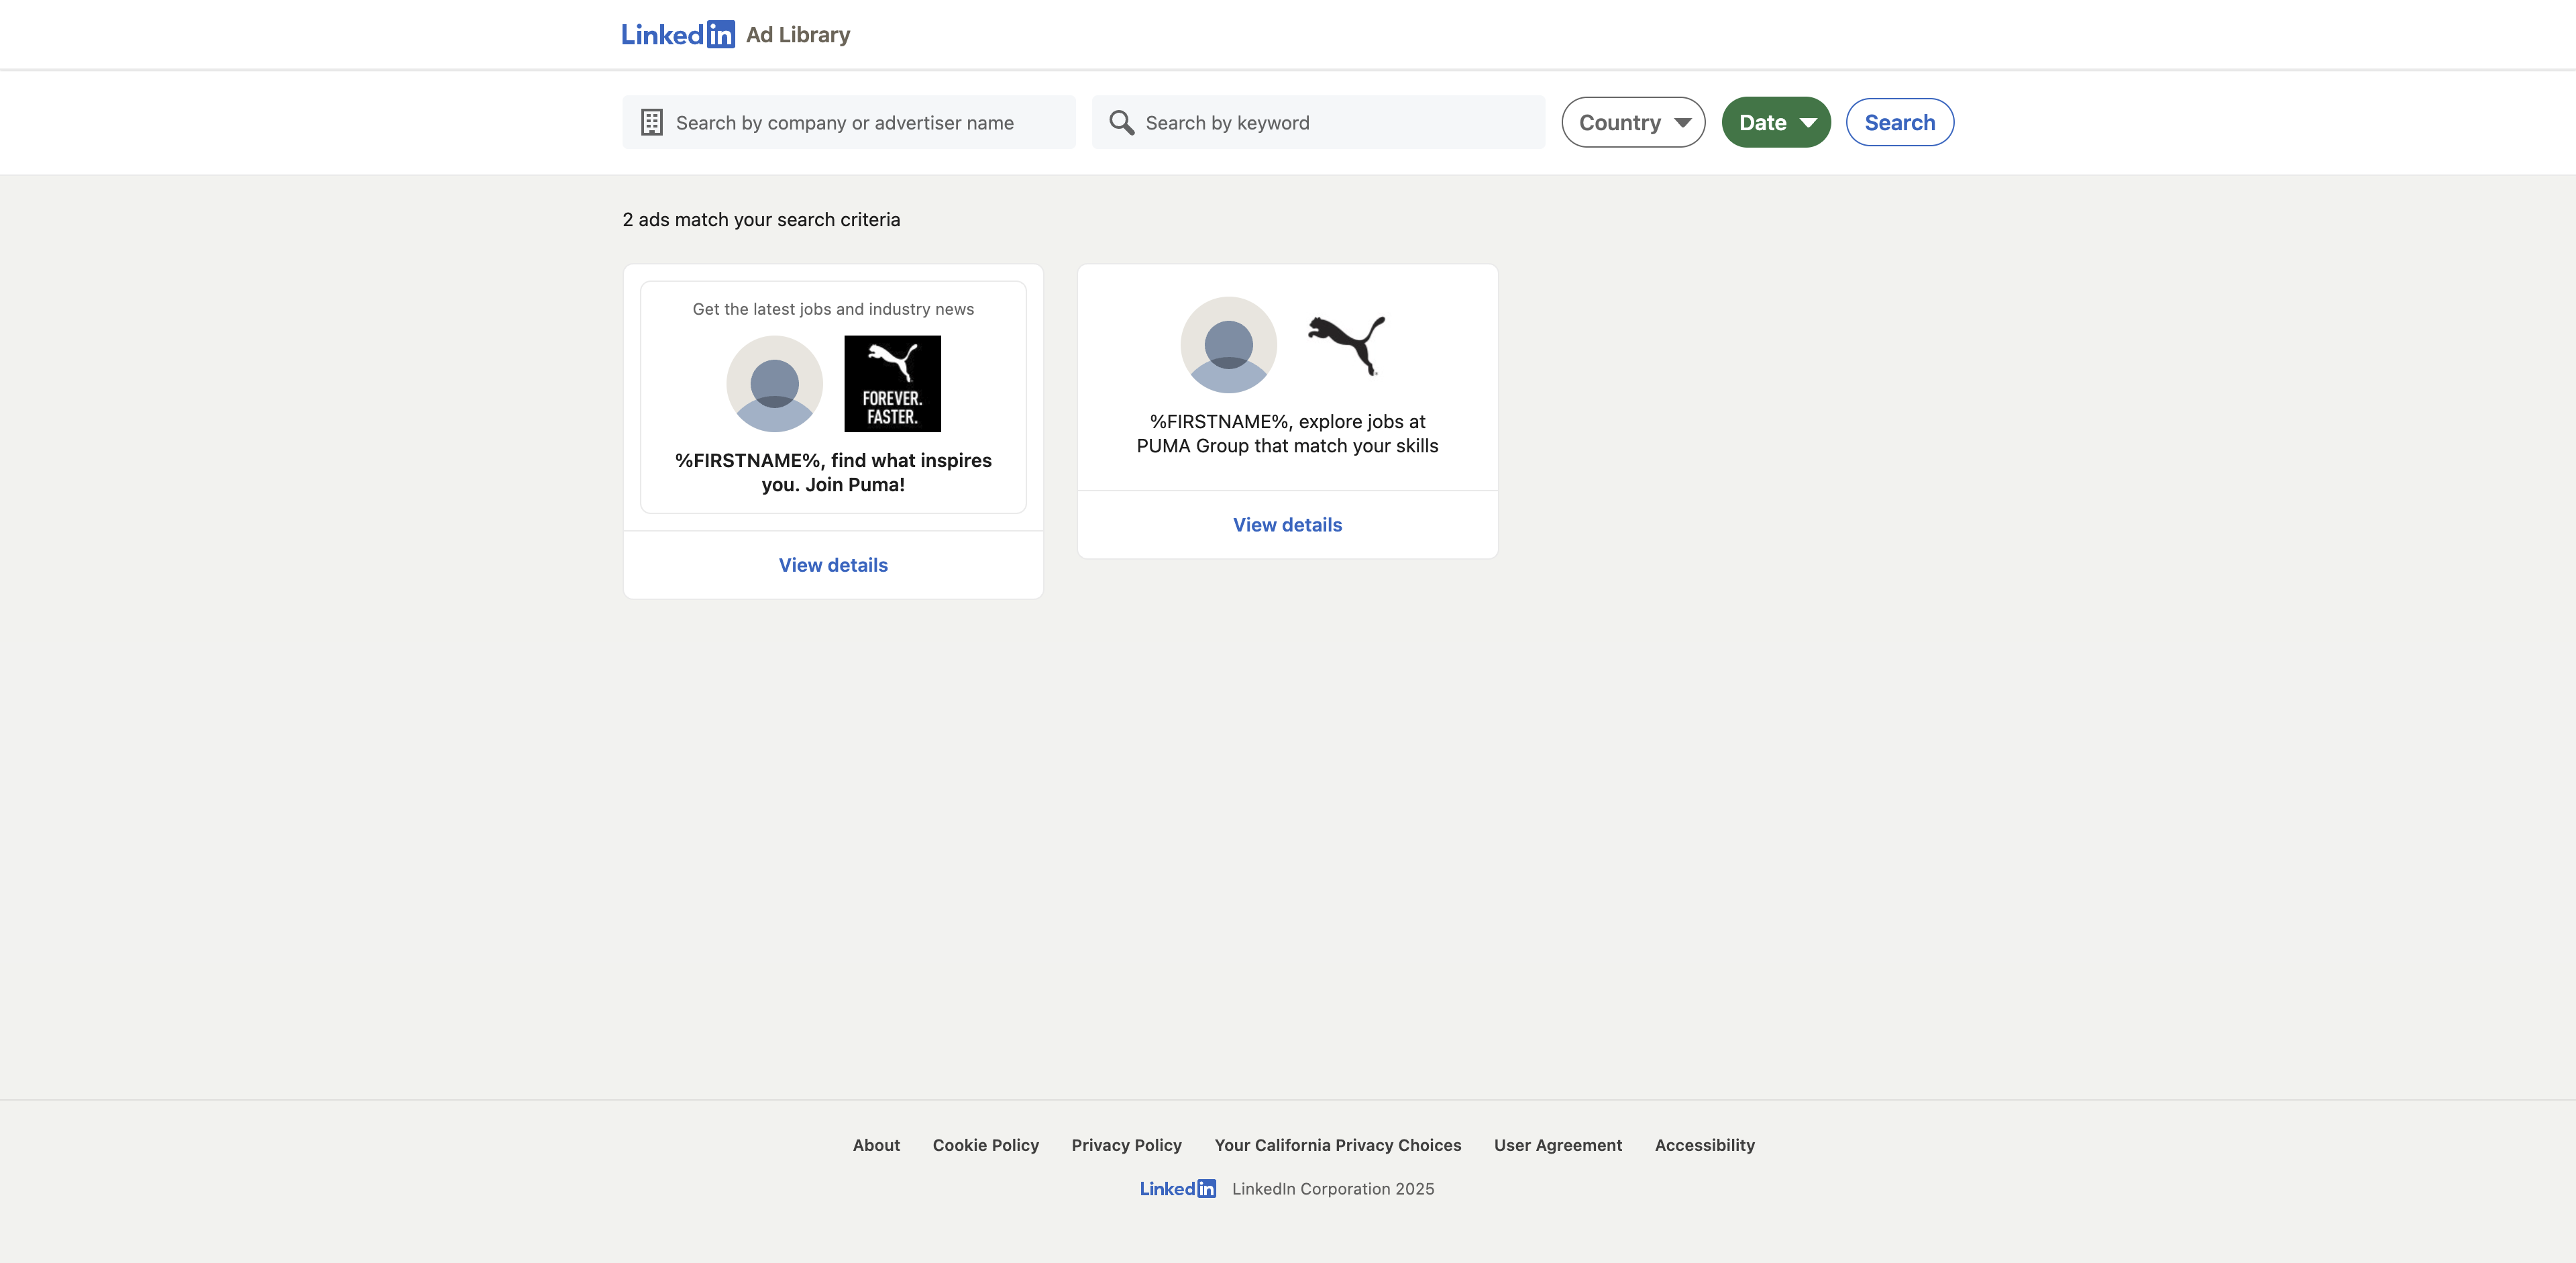 Linkedin Ad Library
Search by company or advertiser name
Search by keyword
Country
Date
Search
2 ads match your search criteria
Get the latest jobs and industry news
FOREVER.
FASTER.
%FIRSTNAME%, find what inspires
you. Join Puma!
View details
%FIRSTNAME%, explore jobs at
PUMA Group that match your skills
View details
About Cookie Policy Privacy Policy Your California Privacy Choices User Agreement Accessibility
Linkedin LinkedIn Corporation 2025